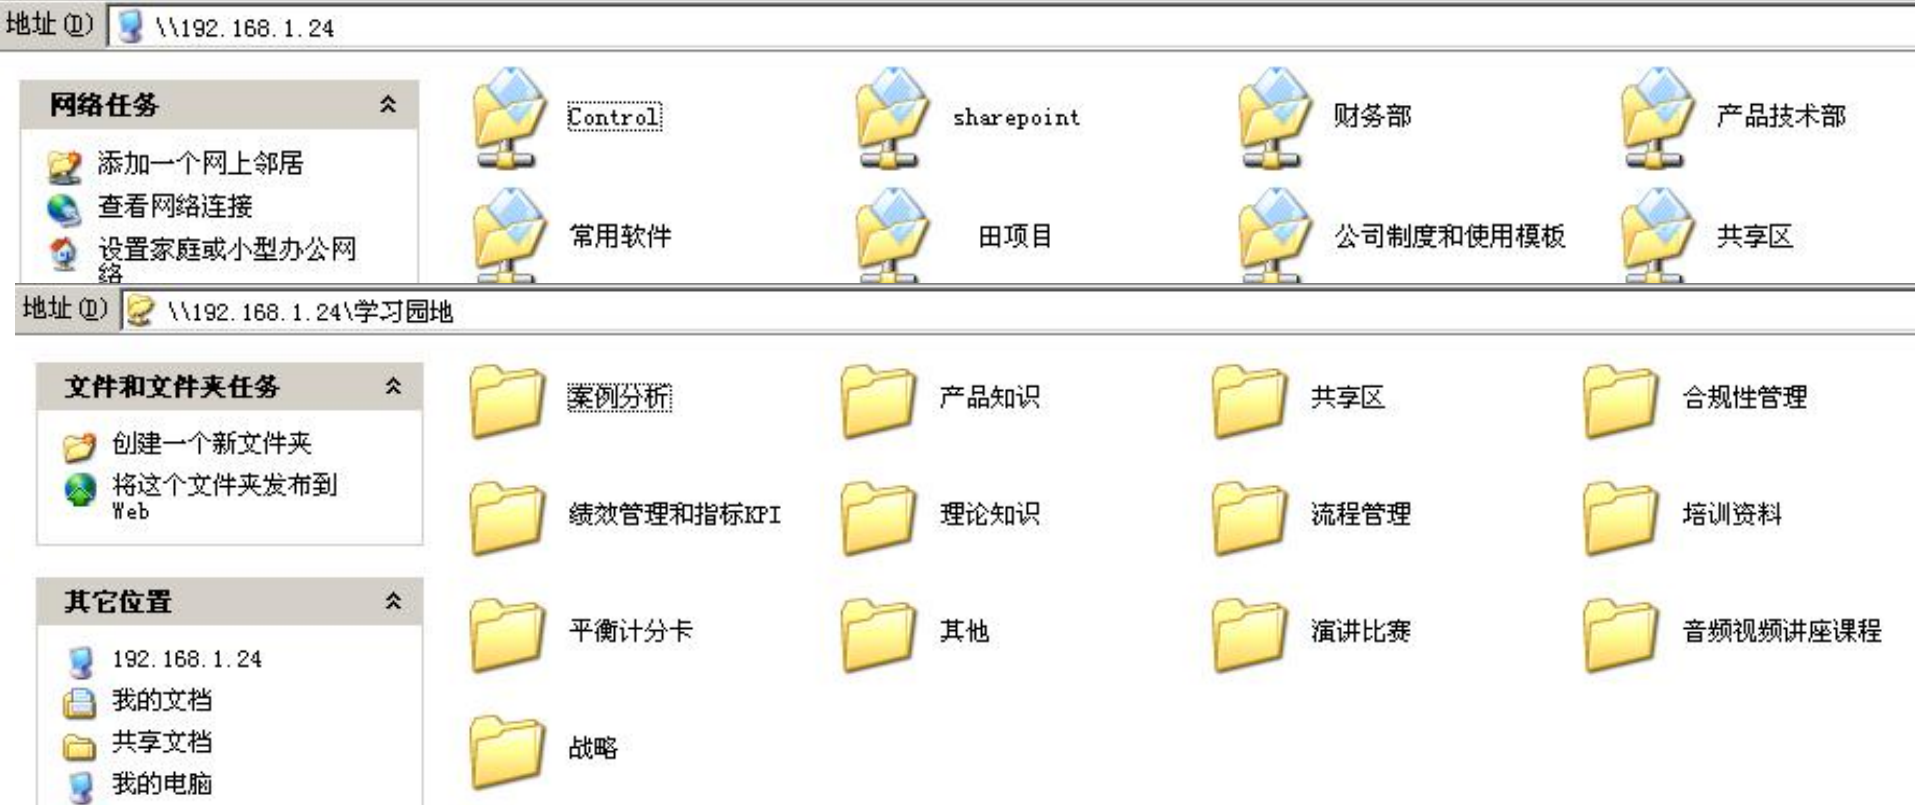 地址(D) \\192.168.1.24
网络任务
添加一个网上邻居
查看网络连接
设置家庭或小型办公网
络
Control
sharepoint
财务部
产品技术部
常用软件
田项目
公司制度和使用模板
共享区
地址(D) \\192.168.1.24\学习园地
文件和文件夹任务
创建一个新文件夹
将这个文件夹发布到
Web
其它位置
192.168.1.24
我的文档
共享文档
我的电脑
案例分析
产品知识
共享区
合规性管理
绩效管理和指标KPI
理论知识
流程管理
培训资料
平衡计分卡
其他
演讲比赛
音频视频讲座课程
战略